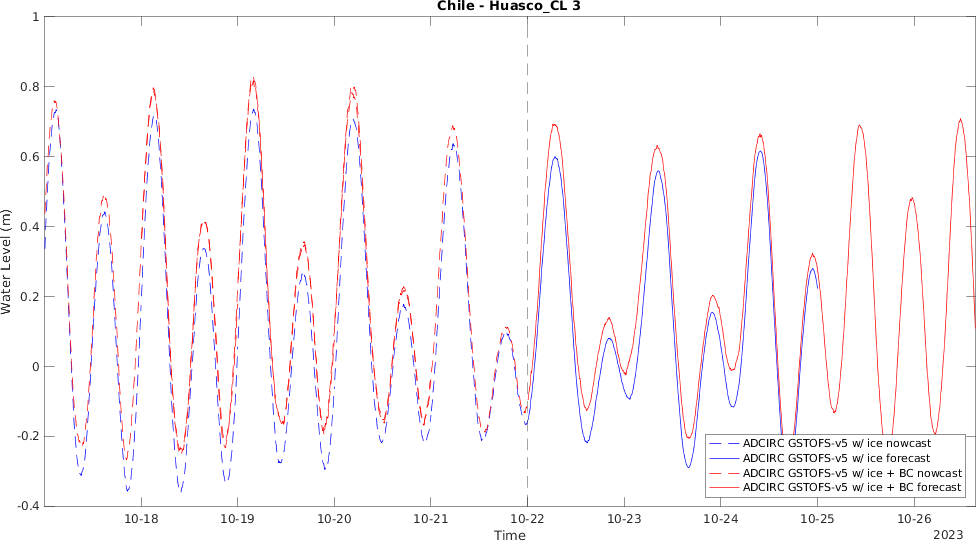 Chile - Huasco_CL 3
Water Level (m)
1
0.8
0.6
0.4
0.2
0
-0.2
-0.4
ADCIRC GSTOFS-v5 w/ ice nowcast
ADCIRC GSTOFS-v5 w/ ice forecast
ADCIRC GSTOFS-v5 w/ ice + BC nowcast
ADCIRC GSTOFS-v5 w/ ice + BC forecast
10-18 10-19 10-20 10-21 10-22 10-23 10-24 10-25 10-26
Time
2023